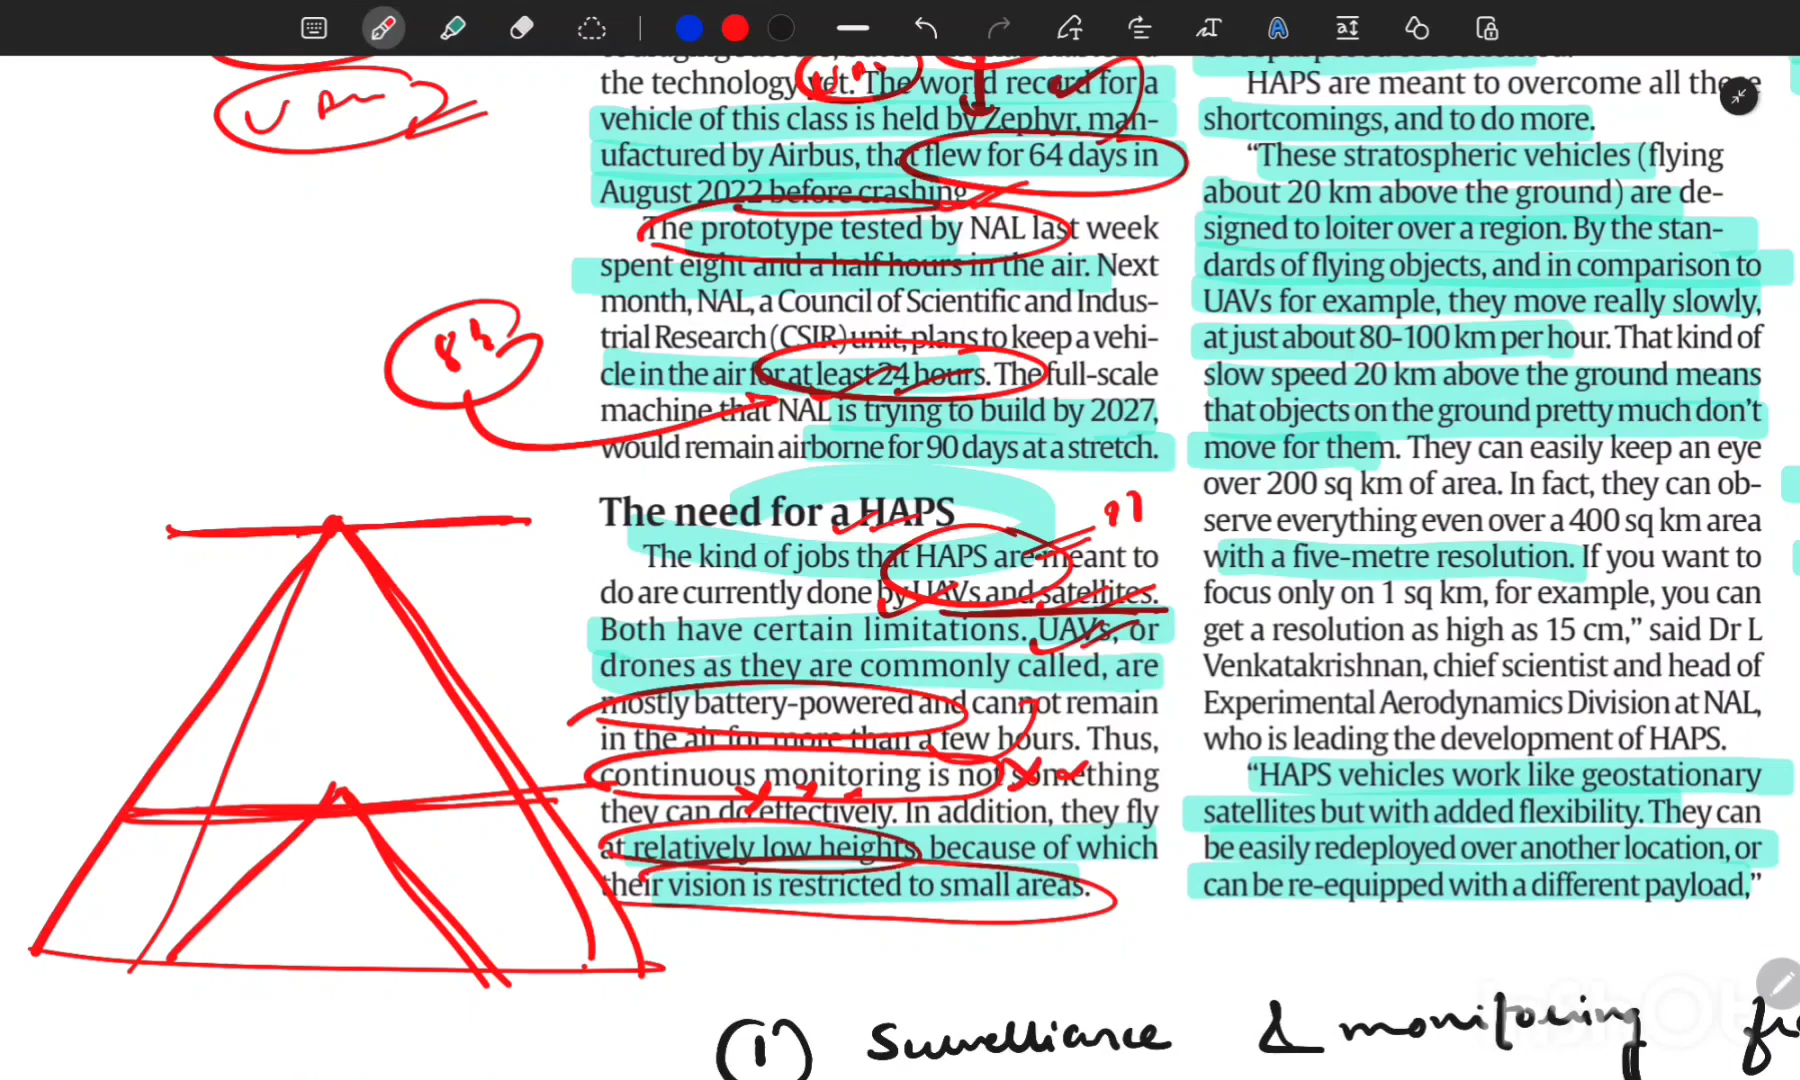 UAV
the technology yet. The world record for a
vehicle of this class is held by Zephyr, man-
ufactured by Airbus, that flew for 64 days in
August 2022 before crashing.
The prototype tested by NAL last week
spent eight and a half hours in the air. Next
month, NAL, a Council of Scientific and Indus-
trial Research (CSIR) unit, plans to keep a vehi-
cle in the air for at least 24 hours. The full-scale
machine that NAL is trying to build by 2027,
would remain airborne for 90 days at a stretch.
The need for a HAPS
The kind of jobs that HAPS are meant to
do are currently done by UAVs and satellites.
Both have certain limitations. UAVs, or
drones as they are commonly called, are
mostly battery-powered and cannot remain
in the air for more than a few hours. Thus,
continuous monitoring is not something
they can do effectively. In addition, they fly
at relatively low heights, because of which
their vision is restricted to small areas.
HAPS are meant to overcome all these
shortcomings, and to do more.
“These stratospheric vehicles (flying
about 20 km above the ground) are de-
signed to loiter over a region. By the stan-
dards of flying objects, and in comparison to
UAVs for example, they move really slowly,
at just about 80-100 km per hour. That kind of
slow speed 20 km above the ground means
that objects on the ground pretty much don’t
move for them. They can easily keep an eye
over 200 sq km of area. In fact, they can ob-
serve everything even over a 400 sq km area
with a five-metre resolution. If you want to
focus only on 1 sq km, for example, you can
get a resolution as high as 15 cm,” said Dr L
Venkatakrishnan, chief scientist and head of
Experimental Aerodynamics Division at NAL,
who is leading the development of HAPS.
“HAPS vehicles work like geostationary
satellites but with added flexibility. They can
be easily redeployed over another location, or
can be re-equipped with a different payload,”
① Survelliance & monitoring